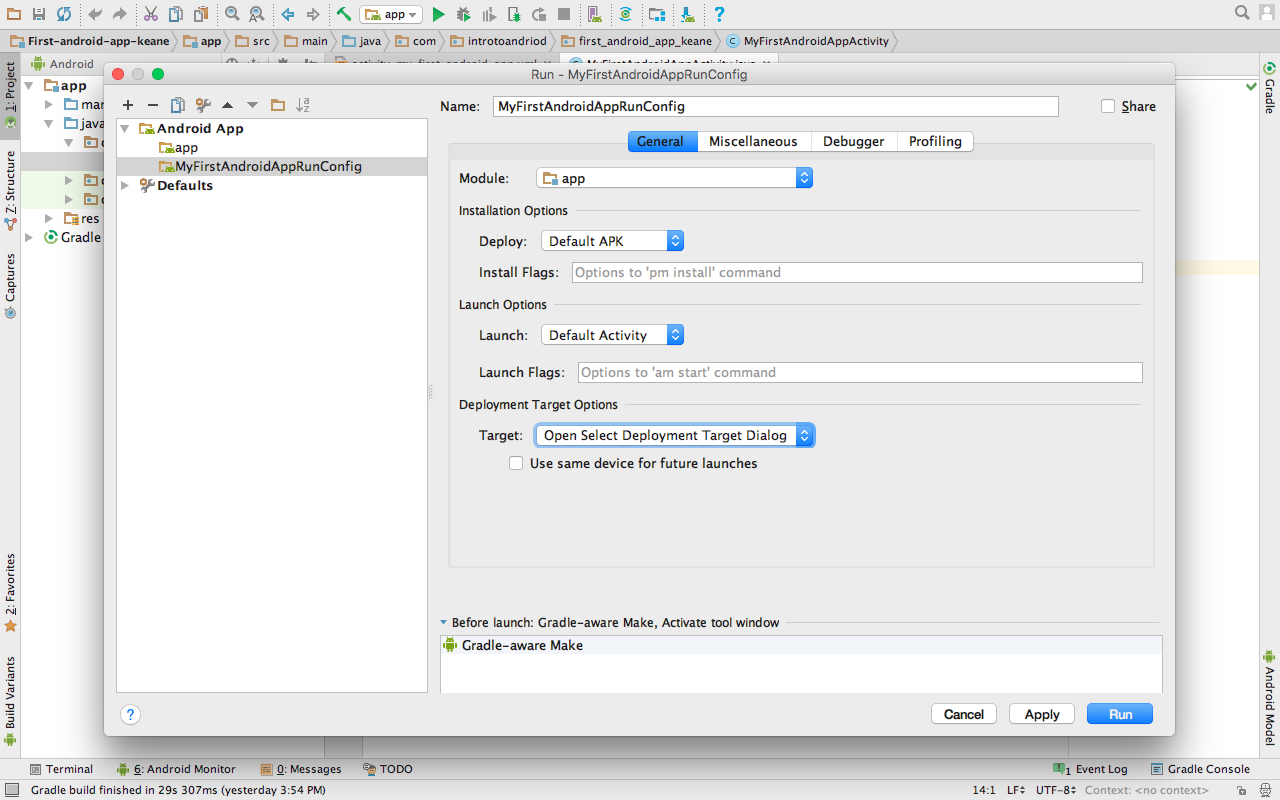 app
First-android-app-keane app src main java com introtoandriod first_android_app_keane MyFirstAndroidAppActivity
Android
Run - MyFirstAndroidAppRunConfig
1: Project
Z: Structure
Captures
2: Favorites
Build Variants
app
java
res
Gradle
Android App
app
MyFirstAndroidAppRunConfig
Defaults
Name: MyFirstAndroidAppRunConfig Share
General Miscellaneous Debugger Profiling
Module: app
Installation Options
Deploy: Default APK
Install Flags: Options to 'pm install' command
Launch Options
Launch: Default Activity
Launch Flags: Options to 'am start' command
Deployment Target Options
Target: Open Select Deployment Target Dialog
Use same device for future launches
Before launch: Gradle-aware Make, Activate tool window
Gradle-aware Make
? Cancel Apply Run
Gradle
Android Model
Terminal 6: Android Monitor 0: Messages TODO 1 Event Log Gradle Console
Gradle build finished in 29s 307ms (yesterday 3:54 PM) 14:1 LF UTF-8 Context: <no context>